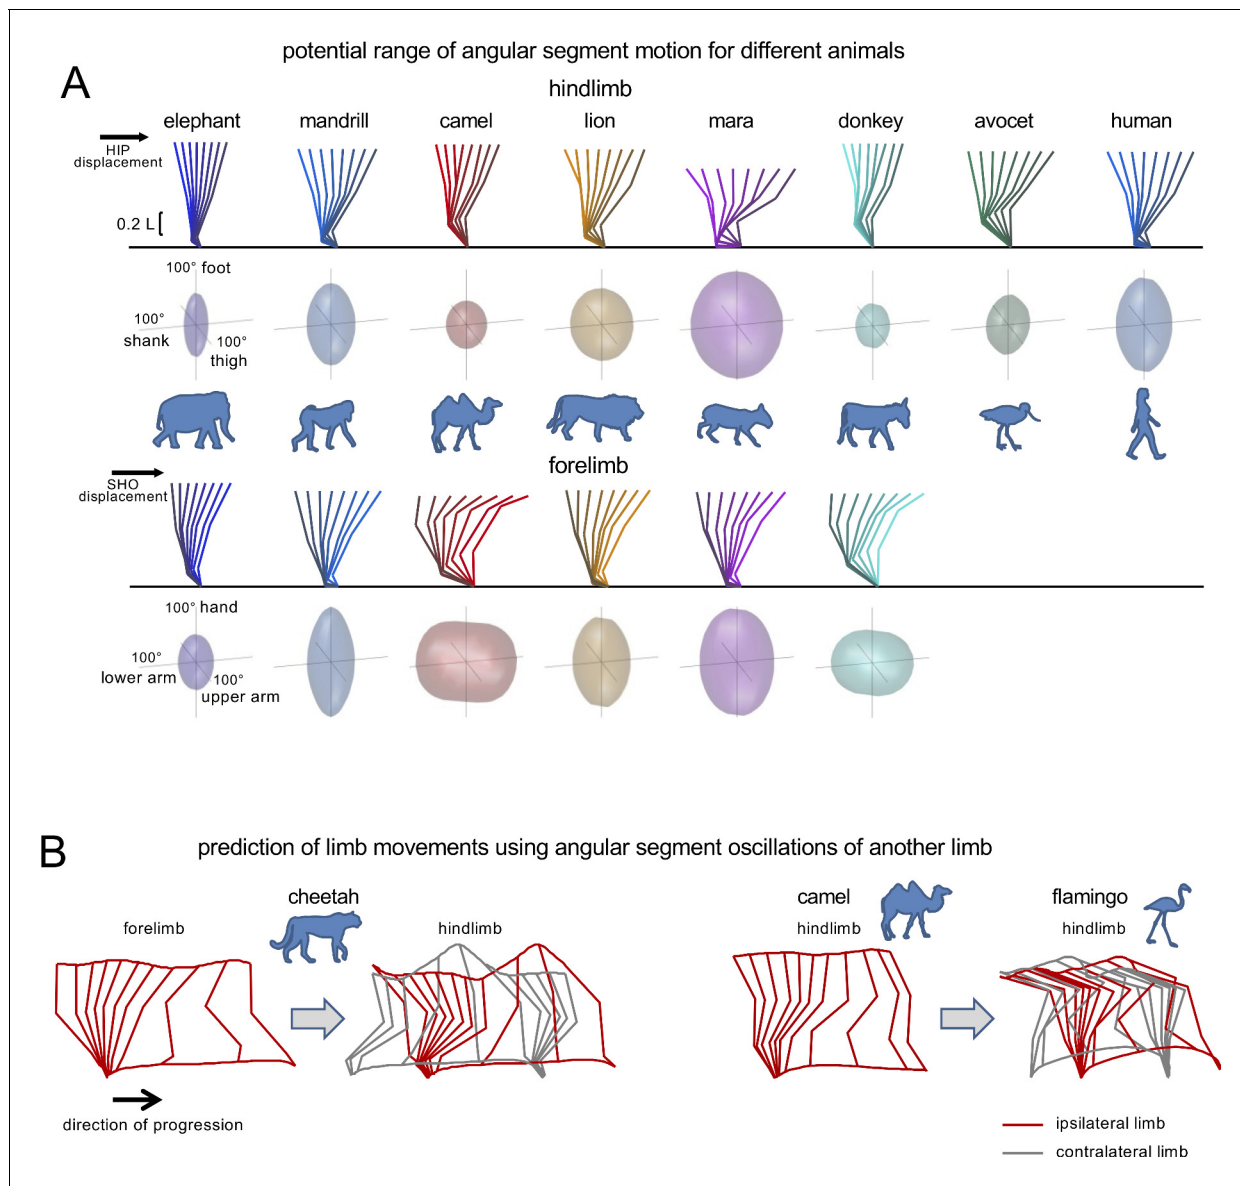 potential range of angular segment motion for different animals
A
hindlimb
elephant mandrill camel lion mara donkey avocet human
HIP
displacement
0.2 L
100° foot
100°
shank
100°
thigh
forelimb
SHO
displacement
100° hand
100°
lower arm
100°
upper arm
B
prediction of limb movements using angular segment oscillations of another limb
cheetah
camel
flamingo
forelimb
hindlimb
hindlimb
hindlimb
direction of progression
ipsilateral limb
contralateral limb